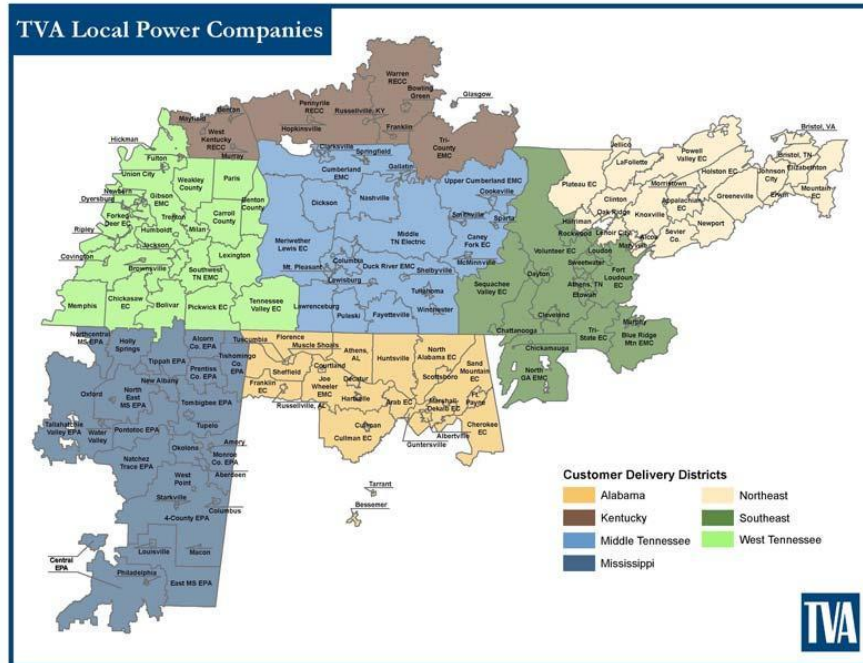 TVA Local Power Companies
Warren
RECC
Bowling
Green
Glasgow
Pennyrile
RECC
Russellville, KY
Benton
Mayfield
West
Kentucky
RECC
Hopkinsville
Franklin
Murray
Tri-
County
EMC
Hickman
Fulton
Union City
Weakley
County
Paris
Newbern
Dyersburg
Gibson
EMC
Trenton
Forked
Deer EC
Humboldt
Milan
Carroll
County
Benton
County
Ripley
Jackson
Lexington
Covington
Brownsville
Southwest
TN EMC
Memphis
Chickasaw
EC
Bolivar
Pickwick EC
Tennessee
Valley EC
Clarksville
Springfield
Cumberland
EMC
Gallatin
Upper Cumberland EMC
Cookeville
Dickson
Nashville
Smithville
Sparta
Meriwether
Lewis EC
Middle
TN Electric
Caney
Fork EC
Mt. Pleasant
Columbia
Duck River EMC
McMinnville
Shelbyville
Lewisburg
Tullahoma
Lawrenceburg
Winchester
Pulaski
Fayetteville
Bristol, VA
Jellico
Powell
Valley EC
Bristol, TN
LaFollette
Holston EC
Johnson
City
Elizabethton
Plateau EC
Morristown
Mountain
EC
Clinton
Appalachian
EC
Greeneville
Erwin
Oak Ridge
Knoxville
Newport
Harriman
Rockwood
Lenoir City
Alcoa
Sevier
Co.
Maryville
Volunteer EC
Loudon
Sweetwater
Fort
Loudoun
EC
Dayton
Athens, TN
Etowah
Sequachee
Valley EC
Cleveland
Chattanooga
Tri-
State EC
Murphy
Blue Ridge
Mtn EMC
Chickamauga
North
GA EMC
Northcentral
MS EPA
Holly
Springs
Alcorn
Co. EPA
Tishomingo
Co.
EPA
Tippah EPA
Prentiss
Co. EPA
New Albany
Oxford
North
East
MS EPA
Tombigbee EPA
Tallahatchie
Valley EPA
Water
Valley
Pontotoc EPA
Tupelo
Natchez
Trace EPA
Okolona
Amory
Monroe
Co. EPA
Aberdeen
West
Point
Starkville
Columbus
4-County EPA
Central
EPA
Louisville
Macon
Philadelphia
East MS EPA
Tuscumbia
Florence
Muscle Shoals
Athens,
AL
Huntsville
North
Alabama EC
Sheffield
Courtland
Scottsboro
Sand
Mountain
EC
Franklin
EC
Joe
Wheeler
EMC
Decatur
Hartselle
Arab EC
Marshall-
Dekalb EC
Ft.
Payne
Russellville, AL
Cullman
Cullman EC
Albertville
Guntersville
Cherokee
EC
Tarrant
Bessemer
Customer Delivery Districts
Alabama
Northeast
Kentucky
Southeast
Middle Tennessee
West Tennessee
Mississippi
TVA